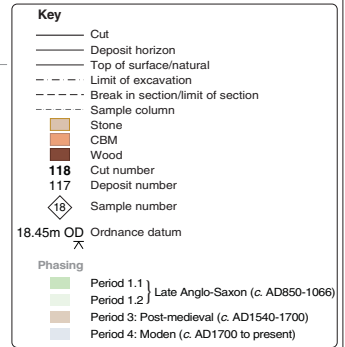 Key
Cut
Deposit horizon
Top of surface/natural
Limit of excavation
Break in section/limit of section
Sample column
Stone
CBM
Wood
118 Cut number
117 Deposit number
18 Sample number
18.45m OD Ordnance datum
Phasing
Period 1.1
Period 1.2
Late Anglo-Saxon (c. AD850-1066)
Period 3: Post-medieval (c. AD1540-1700)
Period 4: Moden (c. AD1700 to present)